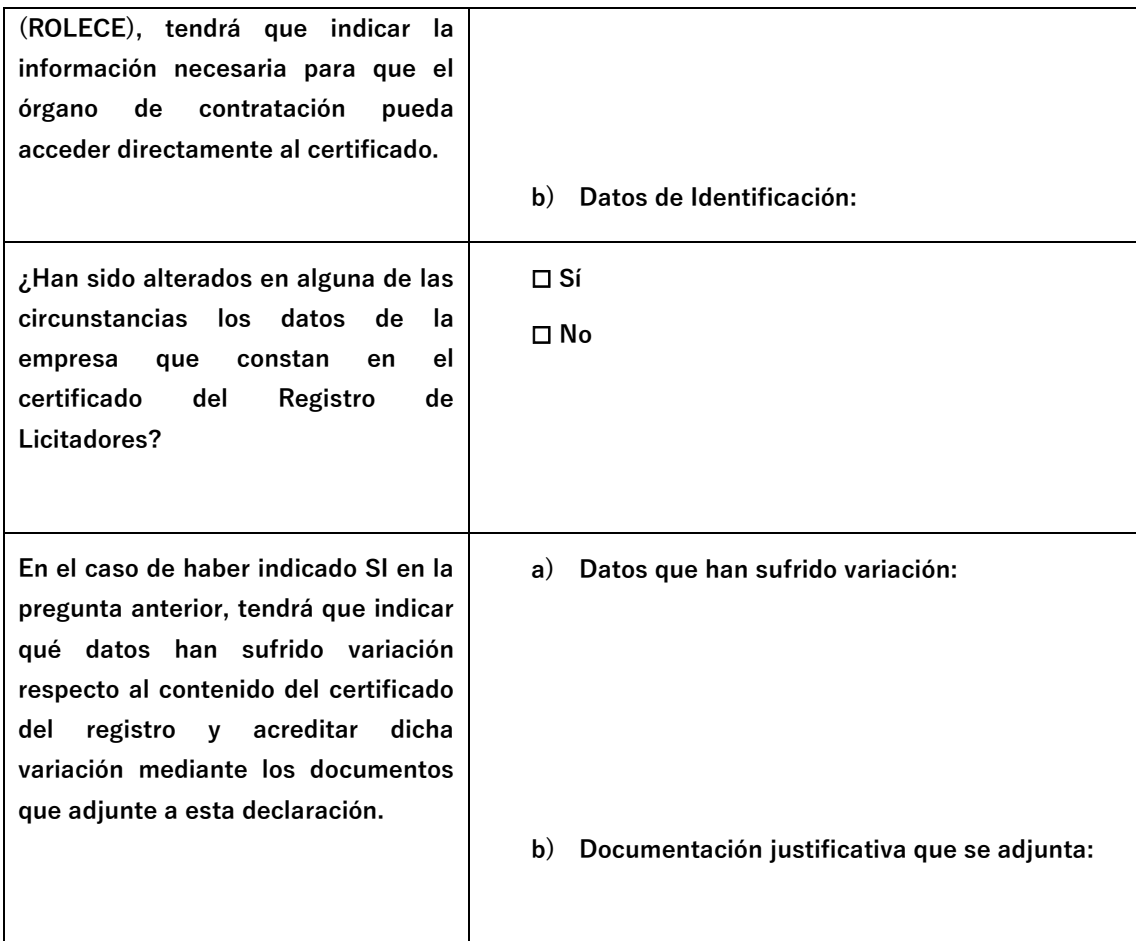 (ROLECE), tendrá que indicar la
información necesaria para que el
órgano de contratación pueda
acceder directamente al certificado.
b) Datos de Identificación:
¿Han sido alterados en alguna de las
circunstancias los datos de la
empresa que constan en el
certificado del Registro de
Licitadores?
☐ Sí
☐ No
En el caso de haber indicado SI en la
pregunta anterior, tendrá que indicar
qué datos han sufrido variación
respecto al contenido del certificado
del registro y acreditar dicha
variación mediante los documentos
que adjunte a esta declaración.
a) Datos que han sufrido variación:
b) Documentación justificativa que se adjunta: